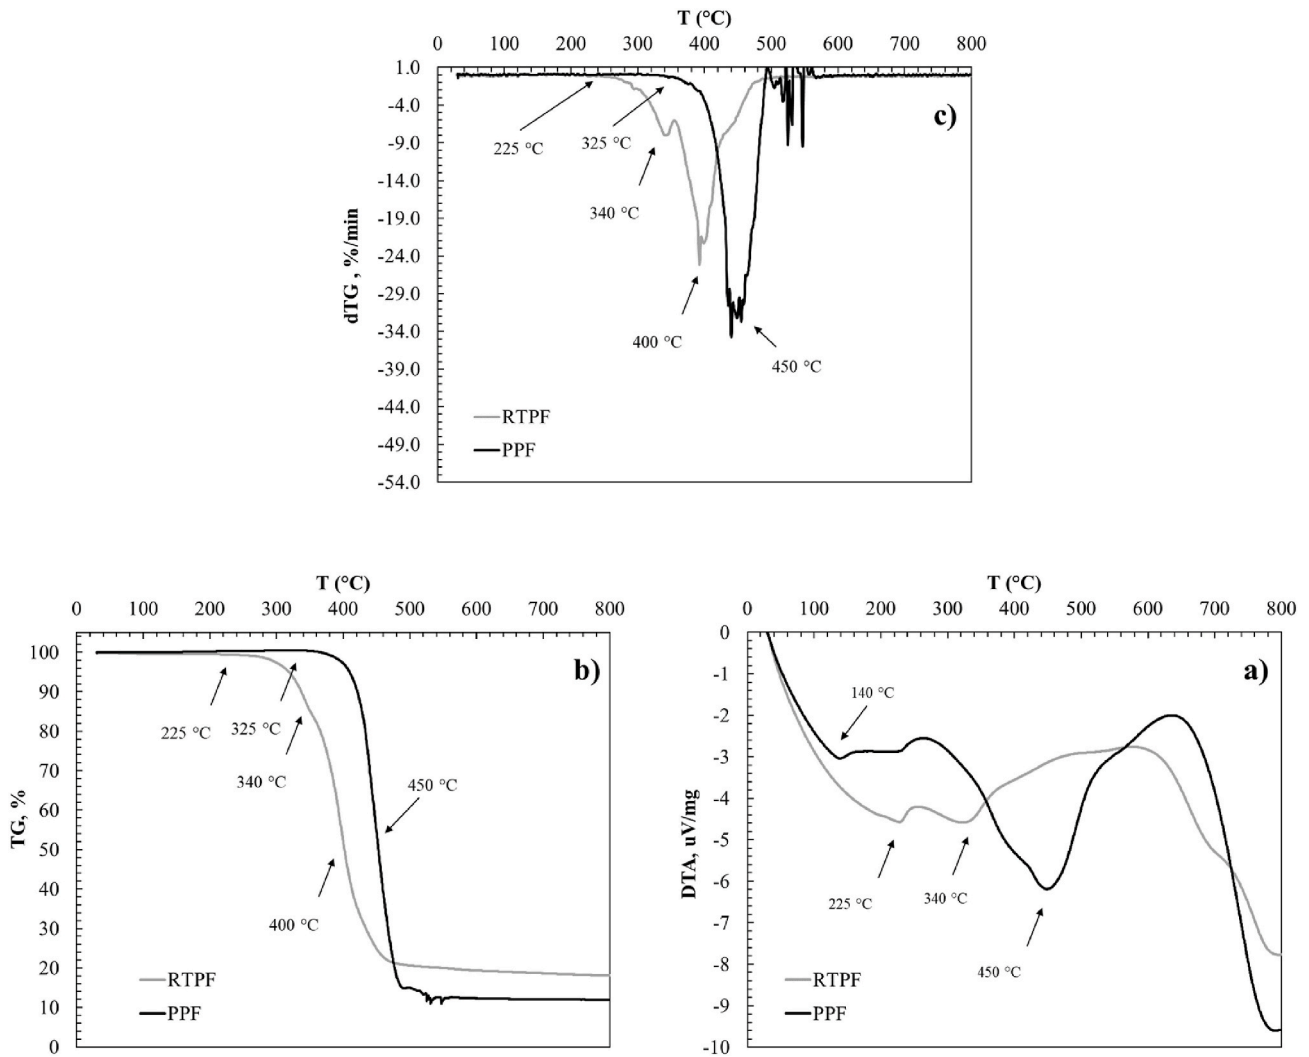 T (°C)
0 100 200 300 400 500 600 700 800
1.0
-4.0
-9.0
-14.0
-19.0
-24.0
-29.0
-34.0
-39.0
-44.0
-49.0
-54.0
dTG , %/min
c)
225 °C
325 °C
340 °C
400 °C
450 °C
RTPF
PPF
T (°C)
0 100 200 300 400 500 600 700 800
100
90
80
70
60
50
40
30
20
10
0
TG, %
b)
225 °C
325 °C
340 °C
450 °C
400 °C
RTPF
PPF
T (°C)
0 100 200 300 400 500 600 700 800
0
-1
-2
-3
-4
-5
-6
-7
-8
-9
-10
DTA, uV/mg
a)
140 °C
225 °C
340 °C
450 °C
RTPF
PPF